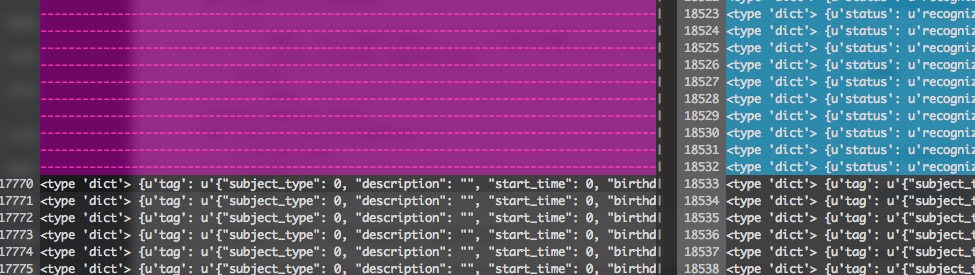 18523 <type 'dict'> {u'status': u'recogniz
18524 <type 'dict'> {u'status': u'recogniz
18525 <type 'dict'> {u'status': u'recogniz
18526 <type 'dict'> {u'status': u'recogniz
18527 <type 'dict'> {u'status': u'recogniz
18528 <type 'dict'> {u'status': u'recogniz
18529 <type 'dict'> {u'status': u'recogniz
18530 <type 'dict'> {u'status': u'recogniz
18531 <type 'dict'> {u'status': u'recogniz
18532 <type 'dict'> {u'status': u'recogniz
17770 <type 'dict'> {u'tag': u'{"subject_type": 0, "description": "", "start_time": 0, "birthd | 18533 <type 'dict'> {u'tag': u'{"subject_
17771 <type 'dict'> {u'tag': u'{"subject_type": 0, "description": "", "start_time": 0, "birthd | 18534 <type 'dict'> {u'tag': u'{"subject_t
17772 <type 'dict'> {u'tag': u'{"subject_type": 0, "description": "", "start_time": 0, "birthd | 18535 <type 'dict'> {u'tag': u'{"subject_t
17773 <type 'dict'> {u'tag': u'{"subject_type": 0, "description": "", "start_time": 0, "birthd | 18536 <type 'dict'> {u'tag': u'{"subject_t
17774 <type 'dict'> {u'tag': u'{"subject_type": 0, "description": "", "start_time": 0, "birthd | 18537 <type 'dict'> {u'tag': u'{"subject_t
17775 <type 'dict'> {u'tag': u'{"subject_type": 0, "description": "", "start_time": 0, "birthd | 18538 <type 'dict'> {u'tag': u'{"subject_t